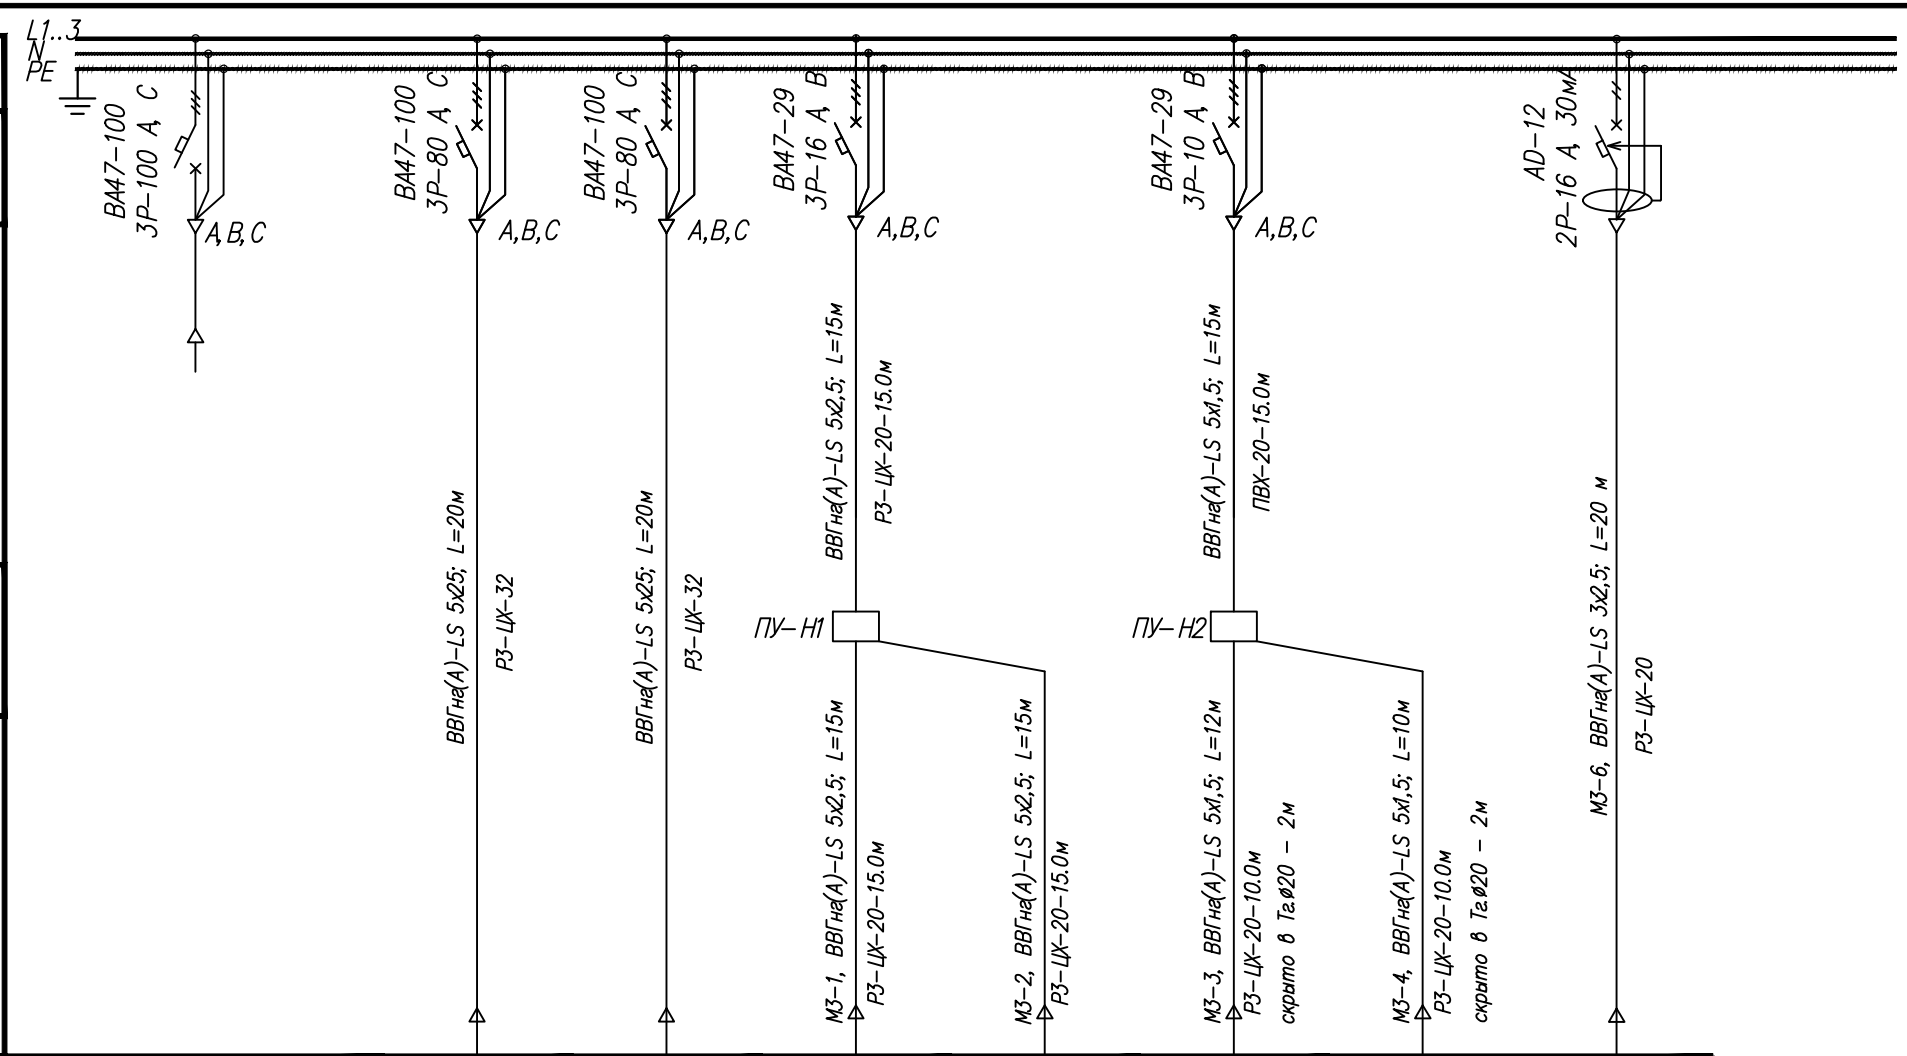 L1..3
N
PE
ВА47-100
3Р-100 А, С
А,В,С
ВА47-100
3Р-80 А, С
А,В,С
ВВГнг(А)-LS 5х25; L=20м
РЗ-ЦХ-32
ВА47-100
3Р-80 А, С
А,В,С
ВВГнг(А)-LS 5х25; L=20м
РЗ-ЦХ-32
ВА47-29
3Р-16 А, В
А,В,С
ВВГнг(А)-LS 5х2,5; L=15м
РЗ-ЦХ-20-15.0м
ПУ-Н1
М3-1, ВВГнг(А)-LS 5х2,5; L=15м
РЗ-ЦХ-20-15.0м
М3-2, ВВГнг(А)-LS 5х2,5; L=15м
РЗ-ЦХ-20-15.0м
ВА47-29
3Р-10 А, В
А,В,С
ВВГнг(А)-LS 5х1,5; L=15м
ПВХ-20-15.0м
ПУ-Н2
М3-3, ВВГнг(А)-LS 5х1,5; L=12м
РЗ-ЦХ-20-10.0м
скрыто в Тг.ø20 - 2м
М3-4, ВВГнг(А)-LS 5х1,5; L=10м
РЗ-ЦХ-20-10.0м
скрыто в Тг.ø20 - 2м
AD-12
2Р-16 А, 30мА
М3-6, ВВГнг(А)-LS 3х2,5; L=20 м
РЗ-ЦХ-20